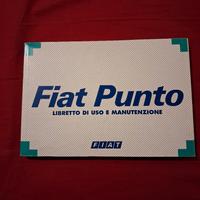 Fiat Punto
LIBRETTO DI USO E MANUTENZIONE
FIAT